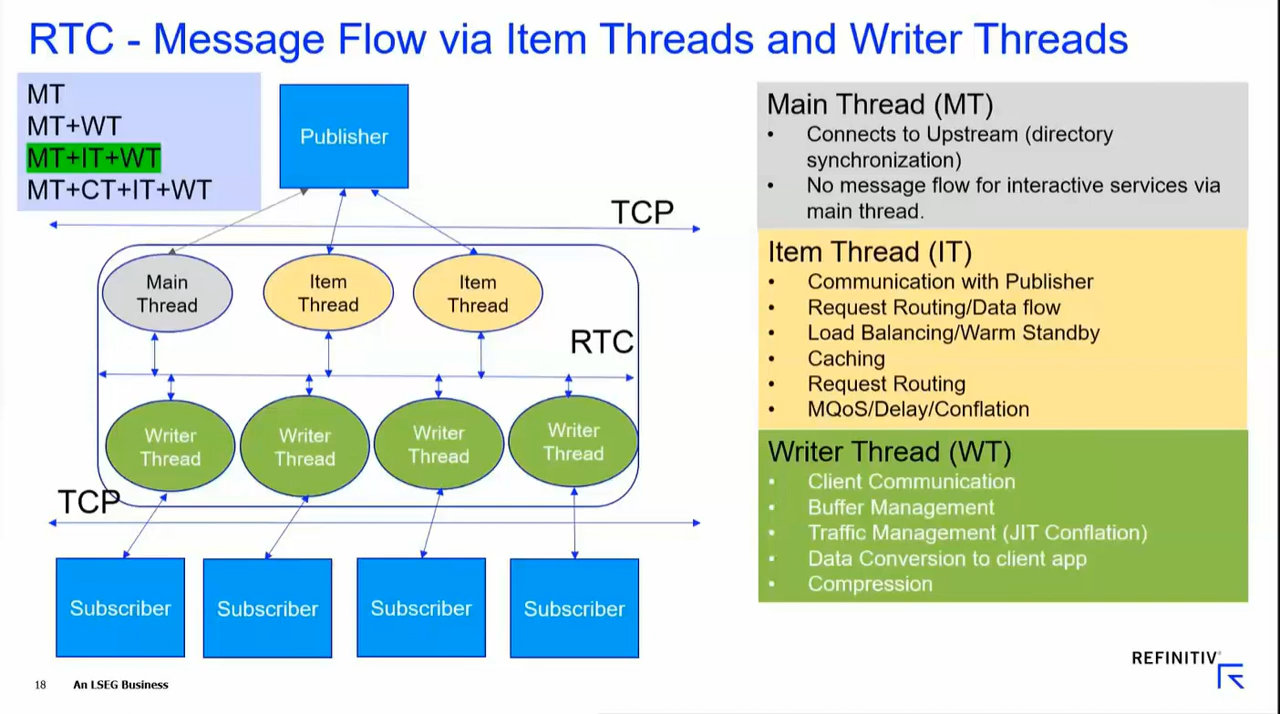 RTC - Message Flow via Item Threads and Writer Threads
MT
MT+WT
MT+IT+WT
MT+CT+IT+WT
Publisher
TCP
Main
Thread
Item
Thread
Item
Thread
RTC
Writer
Thread
Writer
Thread
Writer
Thread
Writer
Thread
TCP
Subscriber
Subscriber
Subscriber
Subscriber
Main Thread (MT)
• Connects to Upstream (directory
synchronization)
• No message flow for interactive services via
main thread.
Item Thread (IT)
• Communication with Publisher
• Request Routing/Data flow
• Load Balancing/Warm Standby
• Caching
• Request Routing
• MQoS/Delay/Conflation
Writer Thread (WT)
• Client Communication
• Buffer Management
• Traffic Management (JIT Conflation)
• Data Conversion to client app
• Compression
18 An LSEG Business
REFINITIV